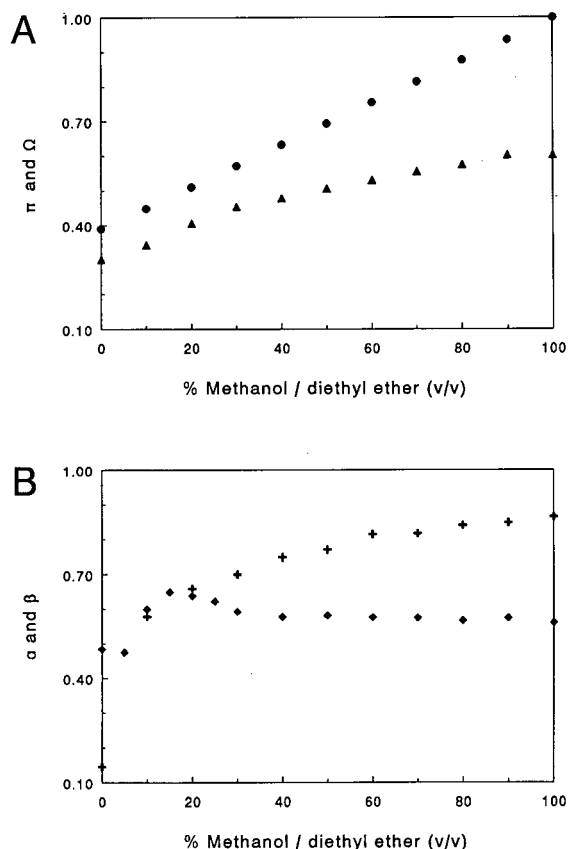 A
1.00
0.70
0.40
0.10
π and Ω
0 20 40 60 80 100
% Methanol / diethyl ether (v/v)
B
1.00
0.70
0.40
0.10
α and β
0 20 40 60 80 100
% Methanol / diethyl ether (v/v)